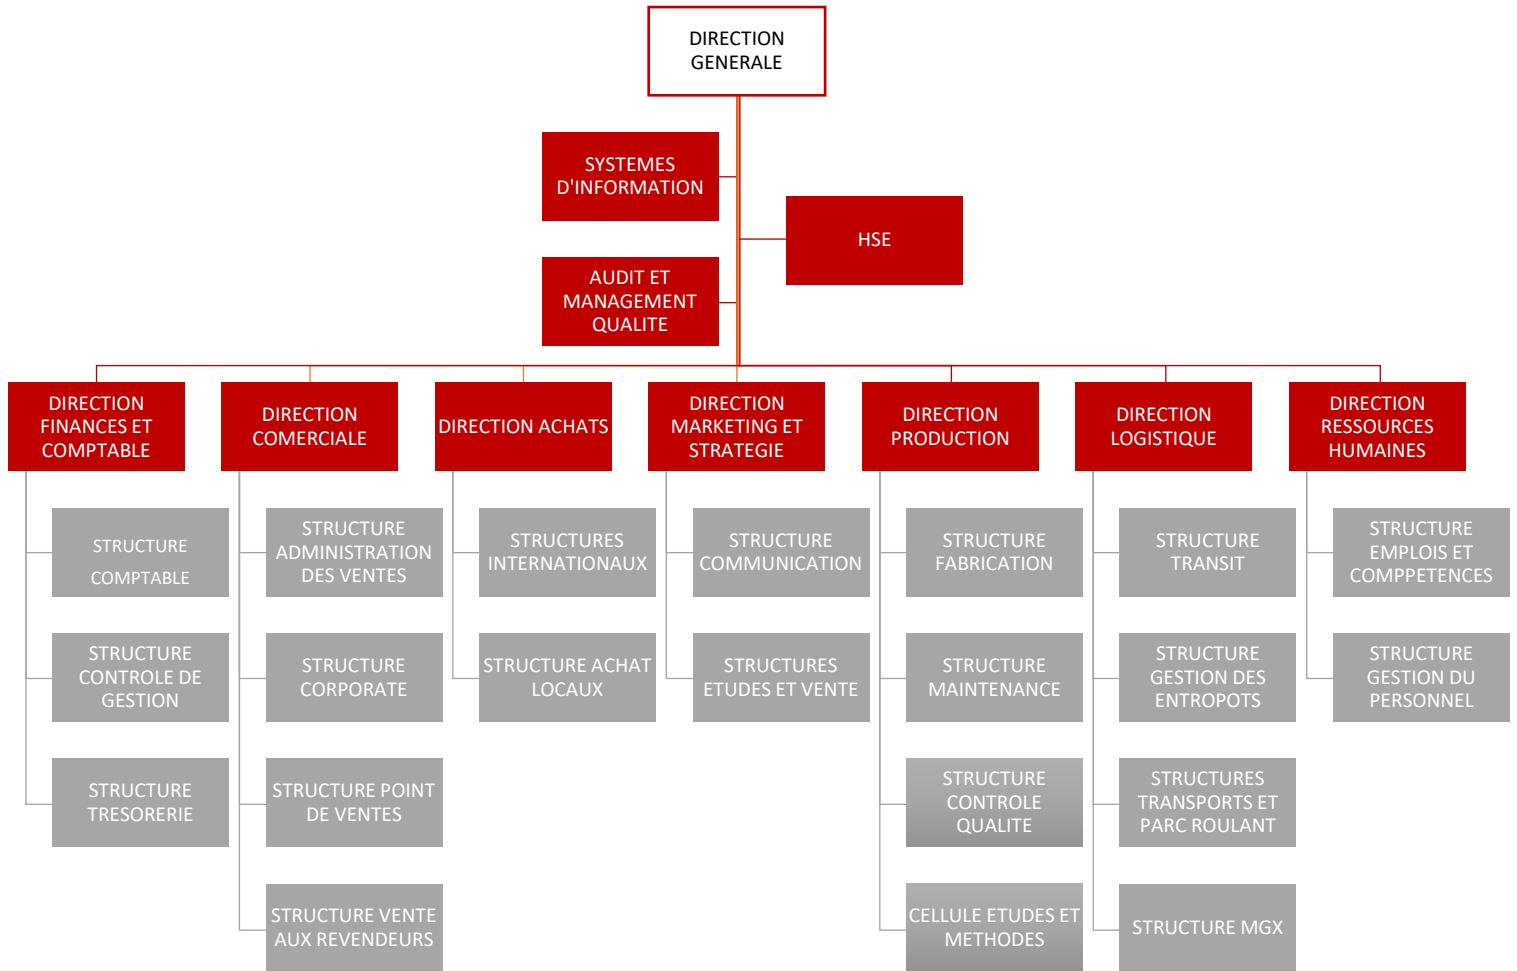 DIRECTION
GENERALE
SYSTEMES
D'INFORMATION
HSE
AUDIT ET
MANAGEMENT
QUALITE
DIRECTION
FINANCES ET
COMPTABLE
DIRECTION
COMERCIALE
DIRECTION ACHATS
DIRECTION
MARKETING ET
STRATEGIE
DIRECTION
PRODUCTION
DIRECTION
LOGISTIQUE
DIRECTION
RESSOURCES
HUMAINES
STRUCTURE
COMPTABLE
STRUCTURE
ADMINISTRATION
DES VENTES
STRUCTURES
INTERNATIONAUX
STRUCTURE
COMMUNICATION
STRUCTURE
FABRICATION
STRUCTURE
TRANSIT
STRUCTURE
EMPLOIS ET
COMPPETENCES
STRUCTURE
CONTROLE DE
GESTION
STRUCTURE
CORPORATE
STRUCTURE ACHAT
LOCAUX
STRUCTURES
ETUDES ET VENTE
STRUCTURE
MAINTENANCE
STRUCTURE
GESTION DES
ENTROPOTS
STRUCTURE
GESTION DU
PERSONNEL
STRUCTURE
TRESORERIE
STRUCTURE POINT
DE VENTES
STRUCTURE
CONTROLE
QUALITE
STRUCTURES
TRANSPORTS ET
PARC ROULANT
STRUCTURE VENTE
AUX REVENDEURS
CELLULE ETUDES ET
METHODES
STRUCTURE MGX